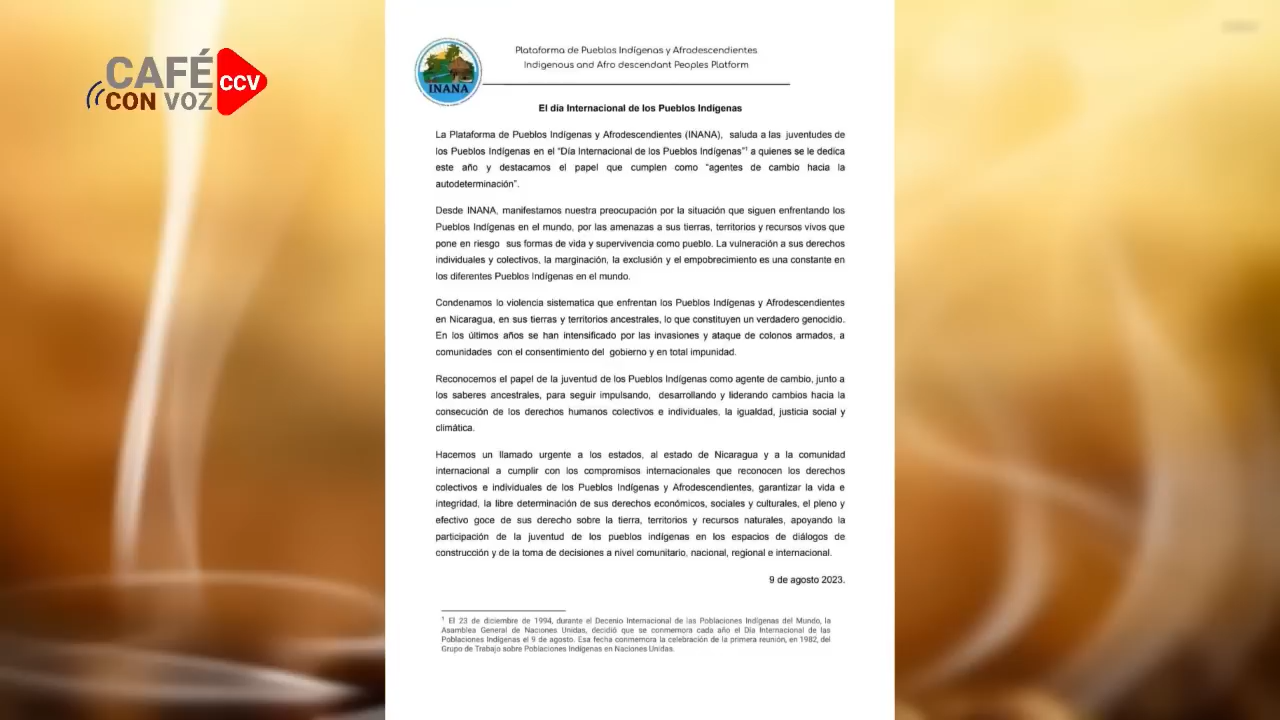 CAFÉ
CON VOZ
CCV
INANA
Plataforma de Pueblos Indígenas y Afrodescendientes
Indigenous and Afro descendant Peoples Platform
El día Internacional de los Pueblos Indígenas
La Plataforma de Pueblos Indígenas y Afrodescendientes (INANA), saluda a las juventudes de
los Pueblos Indígenas en el "Día Internacional de los Pueblos Indígenas"¹ a quienes se le dedica
este año y destacamos el papel que cumplen como "agentes de cambio hacia la
autodeterminación".
Desde INANA, manifestamos nuestra preocupación por la situación que siguen enfrentando los
Pueblos Indígenas en el mundo, por las amenazas a sus tierras, territorios y recursos vivos que
pone en riesgo sus formas de vida y supervivencia como pueblo. La vulneración a sus derechos
individuales y colectivos, la marginación, la exclusión y el empobrecimiento es una constante en
los diferentes Pueblos Indígenas en el mundo.
Condenamos lo violencia sistematica que enfrentan los Pueblos Indígenas y Afrodescendientes
en Nicaragua, en sus tierras y territorios ancestrales, lo que constituyen un verdadero genocidio.
En los últimos años se han intensificado por las invasiones y ataque de colonos armados, a
comunidades con el consentimiento del gobierno y en total impunidad.
Reconocemos el papel de la juventud de los Pueblos Indígenas como agente de cambio, junto a
los saberes ancestrales, para seguir impulsando, desarrollando y liderando cambios hacia la
consecución de los derechos humanos colectivos e individuales, la igualdad, justicia social y
climática.
Hacemos un llamado urgente a los estados, al estado de Nicaragua y a la comunidad
internacional a cumplir con los compromisos internacionales que reconocen los derechos
colectivos e individuales de los Pueblos Indígenas y Afrodescendientes, garantizar la vida e
integridad, la libre determinación de sus derechos económicos, sociales y culturales, el pleno y
efectivo goce de sus derecho sobre la tierra, territorios y recursos naturales, apoyando la
participación de la juventud de los pueblos indígenas en los espacios de diálogos de
construcción y de la toma de decisiones a nivel comunitario, nacional, regional e internacional.
9 de agosto 2023.
¹ El 23 de diciembre de 1994, durante el Decenio Internacional de las Poblaciones Indígenas del Mundo, la
Asamblea General de Naciones Unidas, decidió que se conmemora cada año el Día Internacional de las
Poblaciones Indígenas el 9 de agosto. Esa fecha conmemora la celebración de la primera reunión, en 1982, del
Grupo de Trabajo sobre Poblaciones Indígenas en Naciones Unidas.